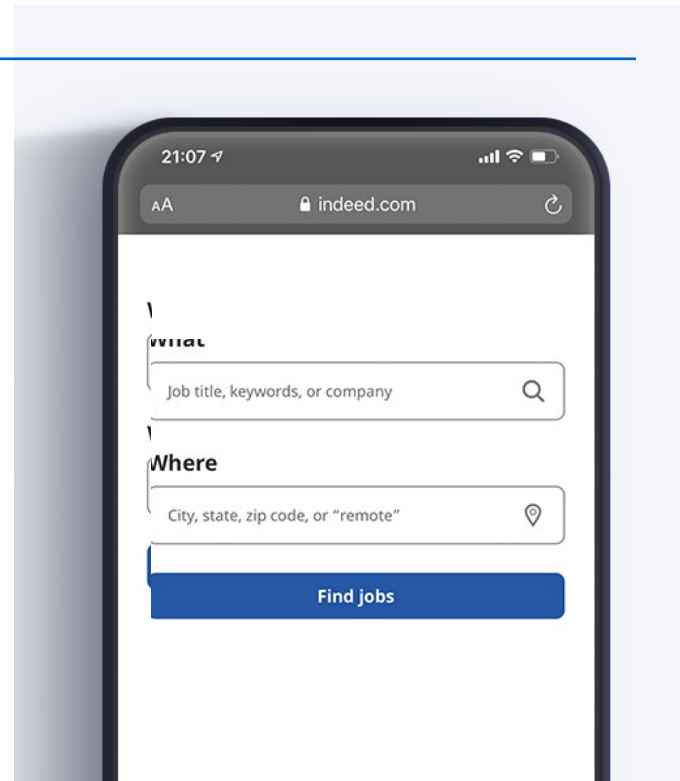 21:07
AA indeed.com
What
Job title, keywords, or company
Where
City, state, zip code, or “remote”
Find jobs